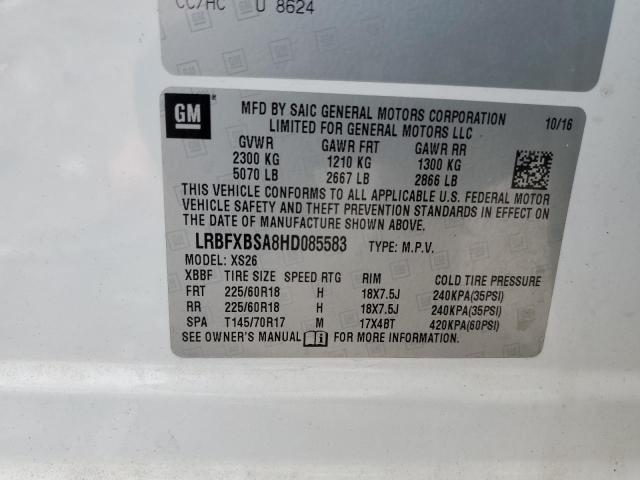 CC/HC U 8624
GM
MFD BY SAIC GENERAL MOTORS CORPORATION
LIMITED FOR GENERAL MOTORS LLC
10/16
GVWR GAWR FRT GAWR RR
2300 KG 1210 KG 1300 KG
5070 LB 2667 LB 2866 LB
THIS VEHICLE CONFORMS TO ALL APPLICABLE U.S. FEDERAL MOTOR
VEHICLE SAFETY AND THEFT PREVENTION STANDARDS IN EFFECT ON
THE DATE OF MANUFACTURE SHOWN ABOVE.
LRBFXBSA8HD085583 TYPE: M.P.V.
MODEL: XS26
XBBF TIRE SIZE SPEED RTG RIM COLD TIRE PRESSURE
FRT 225/60R18 H 18X7.5J 240KPA(35PSI)
RR 225/60R18 H 18X7.5J 240KPA(35PSI)
SPA T145/70R17 M 17X4BT 420KPA(60PSI)
SEE OWNER'S MANUAL FOR MORE INFORMATION.